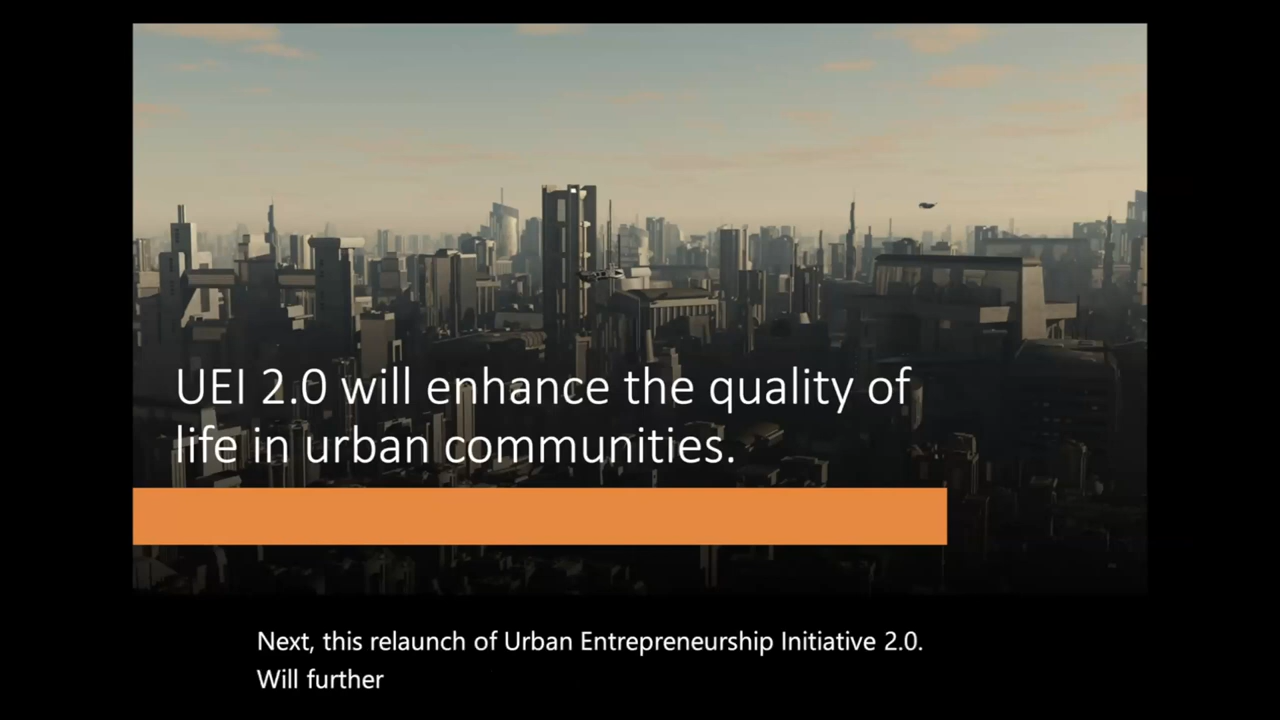 UEI 2.0 will enhance the quality of
life in urban communities.
Next, this relaunch of Urban Entrepreneurship Initiative 2.0.
Will further